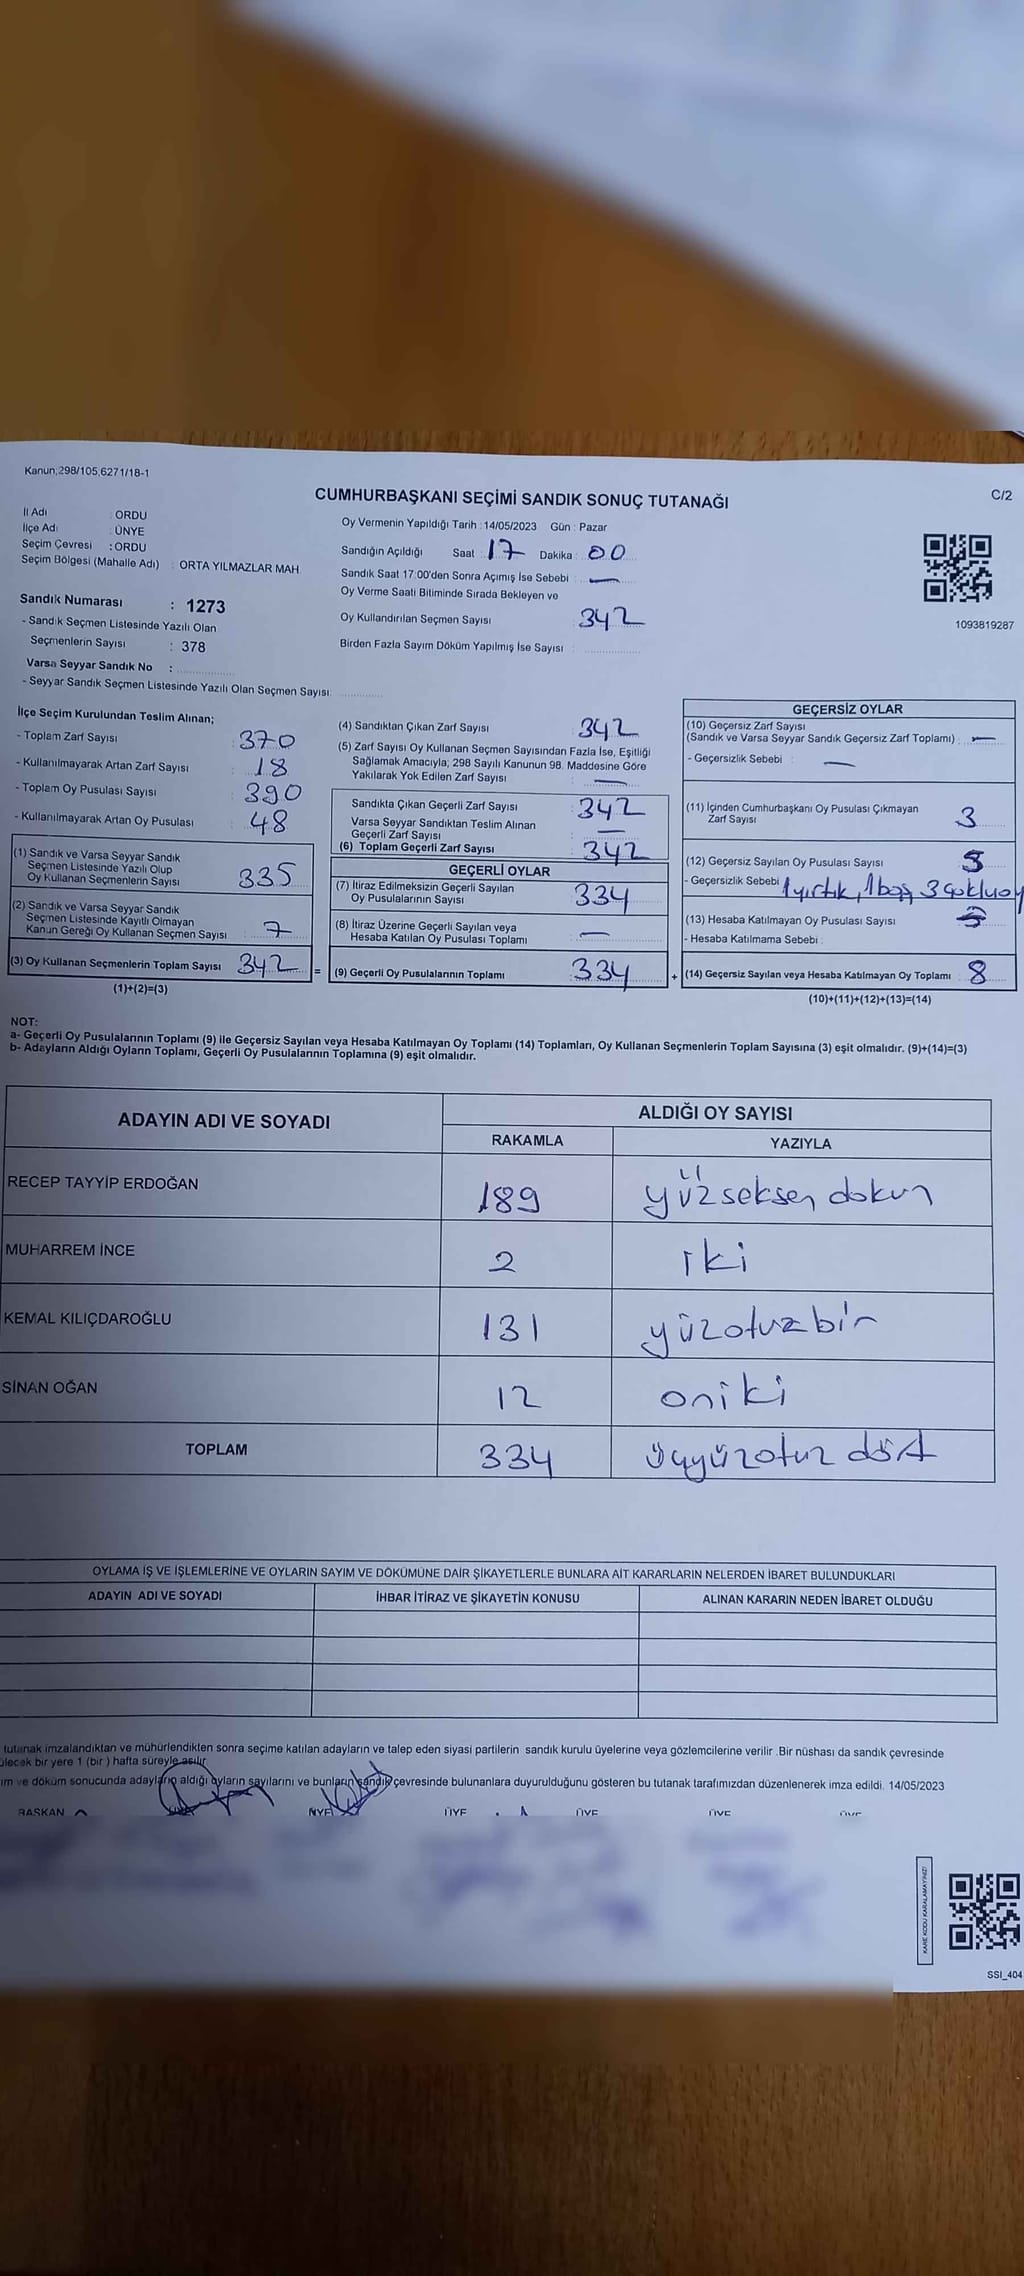 Kanun;298/105,6271/18-1
C/2
CUMHURBAŞKANI SEÇİMİ SANDIK SONUÇ TUTANAĞI
İl Adı : ORDU
İlçe Adı : ÜNYE
Seçim Çevresi : ORDU
Seçim Bölgesi (Mahalle Adı) : ORTA YILMAZLAR MAH.
Sandık Numarası : 1273
- Sandık Seçmen Listesinde Yazılı Olan
Seçmenlerin Sayısı : 378
Varsa Seyyar Sandık No :
- Seyyar Sandık Seçmen Listesinde Yazılı Olan Seçmen Sayısı:
Oy Vermenin Yapıldığı Tarih : 14/05/2023 Gün : Pazar
Sandığın Açıldığı Saat : 17 Dakika : 00
Sandık Saat 17:00'den Sonra Açımış İse Sebebi : —
Oy Verme Saati Bitiminde Sırada Bekleyen ve
Oy Kullandırılan Seçmen Sayısı : 342
Birden Fazla Sayım Döküm Yapılmış İse Sayısı :
1093819287
İlçe Seçim Kurulundan Teslim Alınan;
- Toplam Zarf Sayısı : 370
- Kullanılmayarak Artan Zarf Sayısı : 18
- Toplam Oy Pusulası Sayısı : 390
- Kullanılmayarak Artan Oy Pusulası : 48
(1) Sandık ve Varsa Seyyar Sandık
Seçmen Listesinde Yazılı Olup
Oy Kullanan Seçmenlerin Sayısı : 335
(2) Sandık ve Varsa Seyyar Sandık
Seçmen Listesinde Kayıtlı Olmayan
Kanun Gereği Oy Kullanan Seçmen Sayısı : 7
(3) Oy Kullanan Seçmenlerin Toplam Sayısı 342
(1)+(2)=(3)
=
(4) Sandıktan Çıkan Zarf Sayısı : 342
(5) Zarf Sayısı Oy Kullanan Seçmen Sayısından Fazla İse, Eşitliği
Sağlamak Amacıyla; 298 Sayılı Kanunun 98. Maddesine Göre
Yakılarak Yok Edilen Zarf Sayısı : —
Sandıkta Çıkan Geçerli Zarf Sayısı : 342
Varsa Seyyar Sandıktan Teslim Alınan
Geçerli Zarf Sayısı : —
(6) Toplam Geçerli Zarf Sayısı : 342
GEÇERLİ OYLAR
(7) İtiraz Edilmeksizin Geçerli Sayılan
Oy Pusulalarının Sayısı : 334
(8) İtiraz Üzerine Geçerli Sayılan veya
Hesaba Katılan Oy Pusulası Toplamı : —
(9) Geçerli Oy Pusulalarının Toplamı : 334
+
GEÇERSİZ OYLAR
(10) Geçersiz Zarf Sayısı
(Sandık ve Varsa Seyyar Sandık Geçersiz Zarf Toplamı) : —
- Geçersizlik Sebebi : —
(11) İçinden Cumhurbaşkanı Oy Pusulası Çıkmayan
Zarf Sayısı : 3
(12) Geçersiz Sayılan Oy Pusulası Sayısı : 5
- Geçersizlik Sebebi 1 yırtık, 1 boş, 3 çoklu oy
(13) Hesaba Katılmayan Oy Pusulası Sayısı :
- Hesaba Katılmama Sebebi :
(14) Geçersiz Sayılan veya Hesaba Katılmayan Oy Toplamı : 8
(10)+(11)+(12)+(13)=(14)
NOT:
a- Geçerli Oy Pusulalarının Toplamı (9) ile Geçersiz Sayılan veya Hesaba Katılmayan Oy Toplamı (14) Toplamları, Oy Kullanan Seçmenlerin Toplam Sayısına (3) eşit olmalıdır. (9)+(14)=(3)
b- Adayların Aldığı Oyların Toplamı, Geçerli Oy Pusulalarının Toplamına (9) eşit olmalıdır.
ADAYIN ADI VE SOYADI ALDIĞI OY SAYISI
RAKAMLA YAZIYLA
RECEP TAYYİP ERDOĞAN 189 yüzseksen dokuz
MUHARREM İNCE 2 iki
KEMAL KILIÇDAROĞLU 131 yüzotuzbir
SİNAN OĞAN 12 oniki
TOPLAM 334 üçyüzotuz dört
OYLAMA İŞ VE İŞLEMLERİNE VE OYLARIN SAYIM VE DÖKÜMÜNE DAİR ŞİKAYETLERLE BUNLARA AİT KARARLARIN NELERDEN İBARET BULUNDUKLARI
ADAYIN ADI VE SOYADI İHBAR İTİRAZ VE ŞİKAYETİN KONUSU ALINAN KARARIN NEDEN İBARET OLDUĞU
tutanak imzalandıktan ve mühürlendikten sonra seçime katılan adayların ve talep eden siyasi partilerin sandık kurulu üyelerine veya gözlemcilerine verilir .Bir nüshası da sandık çevresinde
ülecek bir yere 1 (bir ) hafta süreyle asılır.
ım ve döküm sonucunda adayların aldığı oyların sayılarını ve bunların sandık çevresinde bulunanlara duyurulduğunu gösteren bu tutanak tarafımızdan düzenlenerek imza edildi. 14/05/2023
BAŞKAN ÜYE ÜYE ÜYE ÜYE ÜYE
KARE KODU KARALAMAYINIZ!
SSI_404